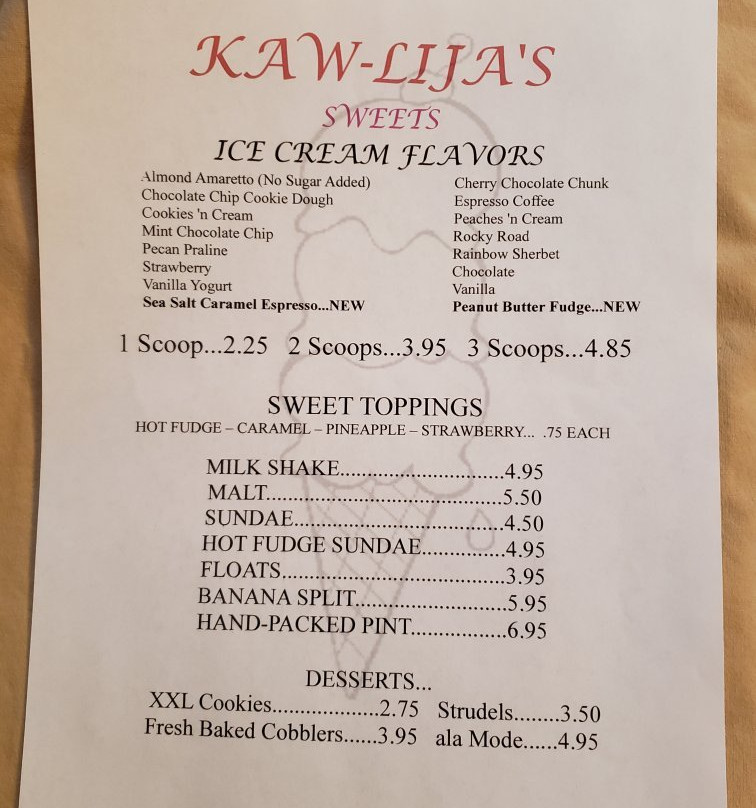 KAW-LIJA'S
SWEETS
ICE CREAM FLAVORS
Almond Amaretto (No Sugar Added)
Chocolate Chip Cookie Dough
Cookies 'n Cream
Mint Chocolate Chip
Pecan Praline
Strawberry
Vanilla Yogurt
Sea Salt Caramel Espresso...NEW
Cherry Chocolate Chunk
Espresso Coffee
Peaches 'n Cream
Rocky Road
Rainbow Sherbet
Chocolate
Vanilla
Peanut Butter Fudge...NEW
1 Scoop...2.25 2 Scoops...3.95 3 Scoops...4.85
SWEET TOPPINGS
HOT FUDGE – CARAMEL – PINEAPPLE – STRAWBERRY... .75 EACH
MILK SHAKE..............................4.95
MALT...........................................5.50
SUNDAE......................................4.50
HOT FUDGE SUNDAE...............4.95
FLOATS.........................................3.95
BANANA SPLIT...........................5.95
HAND-PACKED PINT.................6.95
DESSERTS...
XXL Cookies....................2.75 Strudels........3.50
Fresh Baked Cobblers......3.95 ala Mode......4.95